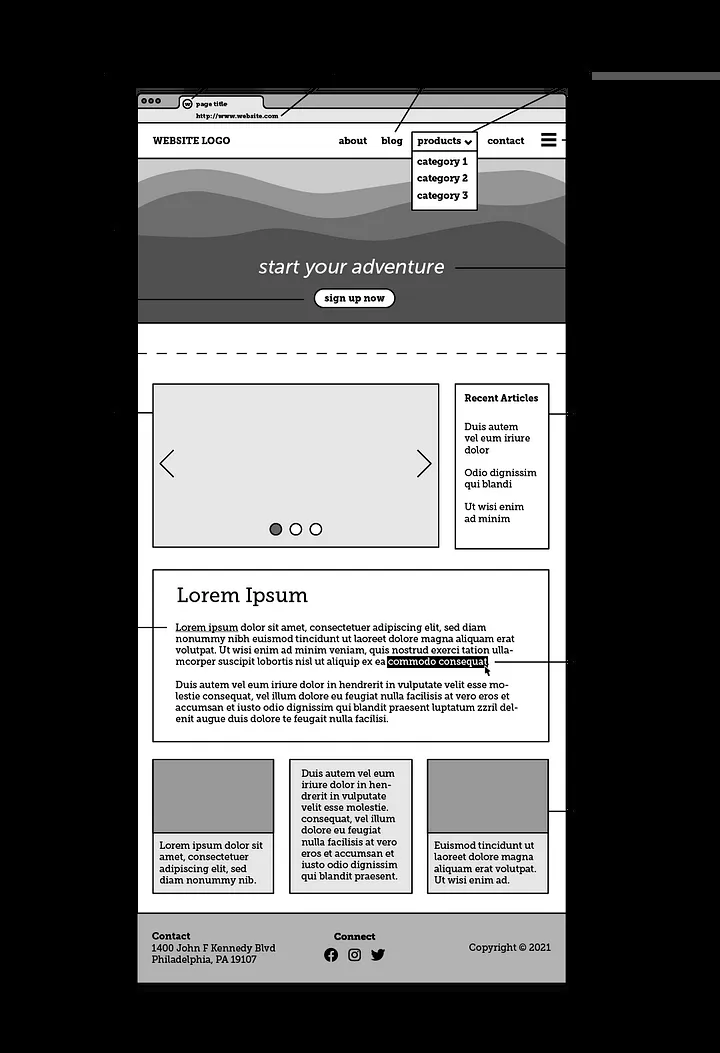 w page title
http://www.website.com
WEBSITE LOGO about blog products contact
category 1
category 2
category 3
start your adventure
sign up now
Recent Articles
Duis autem
vel eum iriure
dolor
Odio dignissim
qui blandi
Ut wisi enim
ad minim
Lorem Ipsum
Lorem ipsum dolor sit amet, consectetuer adipiscing elit, sed diam
nonummy nibh euismod tincidunt ut laoreet dolore magna aliquam erat
volutpat. Ut wisi enim ad minim veniam, quis nostrud exerci tation ulla-
mcorper suscipit lobortis nisl ut aliquip ex ea commodo consequat.
Duis autem vel eum iriure dolor in hendrerit in vulputate velit esse mo-
lestie consequat, vel illum dolore eu feugiat nulla facilisis at vero eros et
accumsan et iusto odio dignissim qui blandit praesent luptatum zzril del-
enit augue duis dolore te feugait nulla facilisi.
Lorem ipsum dolor sit
amet, consectetuer
adipiscing elit, sed
diam nonummy nib.
Duis autem vel eum
iriure dolor in hen-
drerit in vulputate
velit esse molestie.
consequat, vel illum
dolore eu feugiat
nulla facilisis at vero
eros et accumsan et
iusto odio dignissim
qui blandit praesent.
Euismod tincidunt ut
laoreet dolore magna
aliquam erat volutpat.
Ut wisi enim ad.
Contact
1400 John F Kennedy Blvd
Philadelphia, PA 19107
Connect
Copyright © 2021